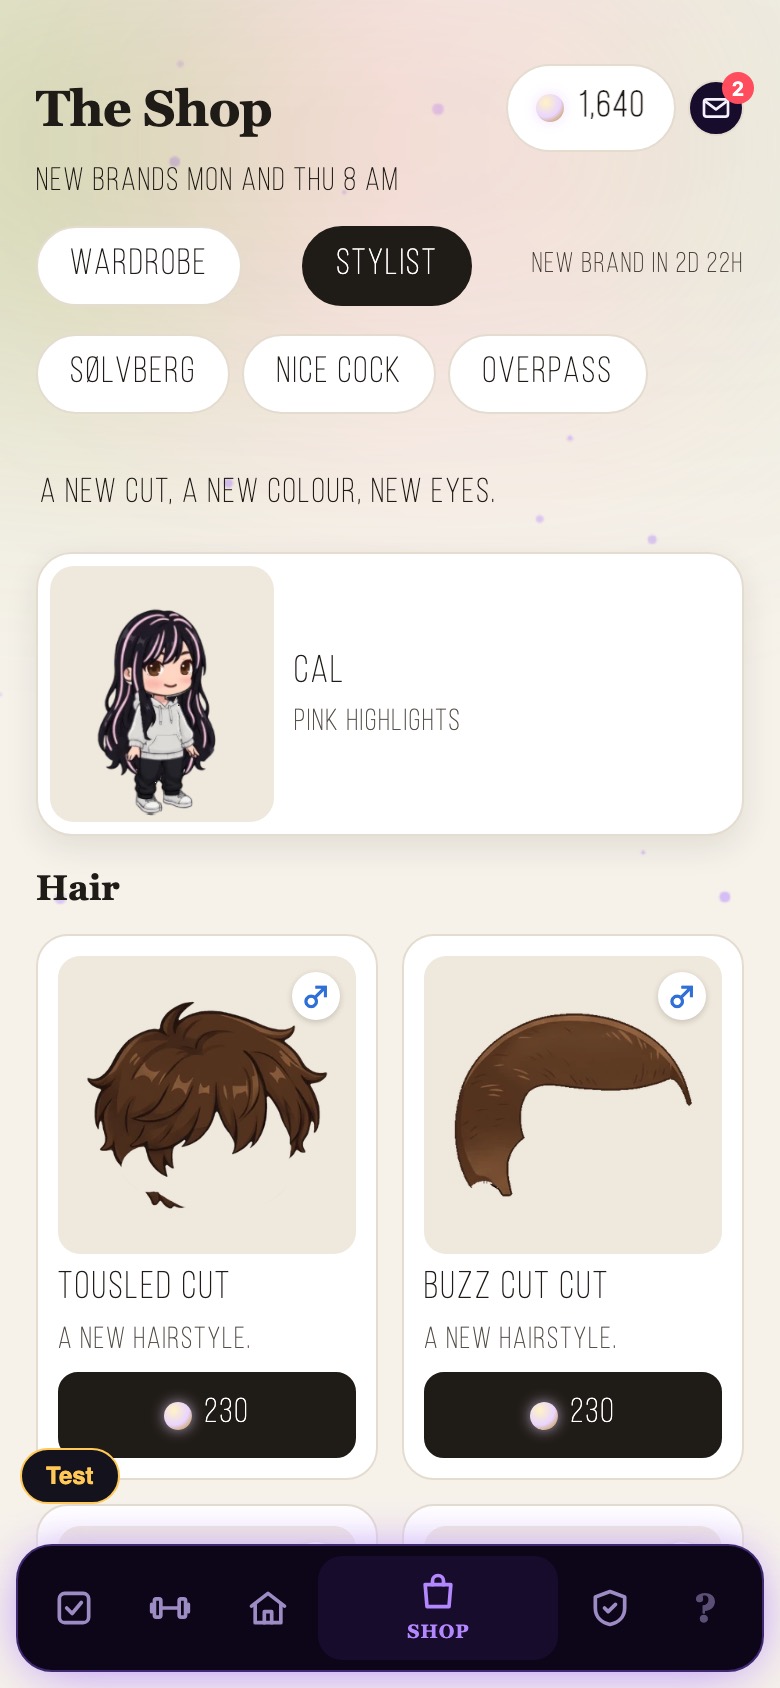 The Shop
1,640
2
NEW BRANDS MON AND THU 8 AM
WARDROBE
STYLIST
NEW BRAND IN 2D 22H
SØLVBERG
NICE COCK
OVERPASS
A NEW CUT, A NEW COLOUR, NEW EYES.
CAL
PINK HIGHLIGHTS
Hair
TOUSLED CUT
A NEW HAIRSTYLE.
230
BUZZ CUT CUT
A NEW HAIRSTYLE.
230
Test
SHOP
?